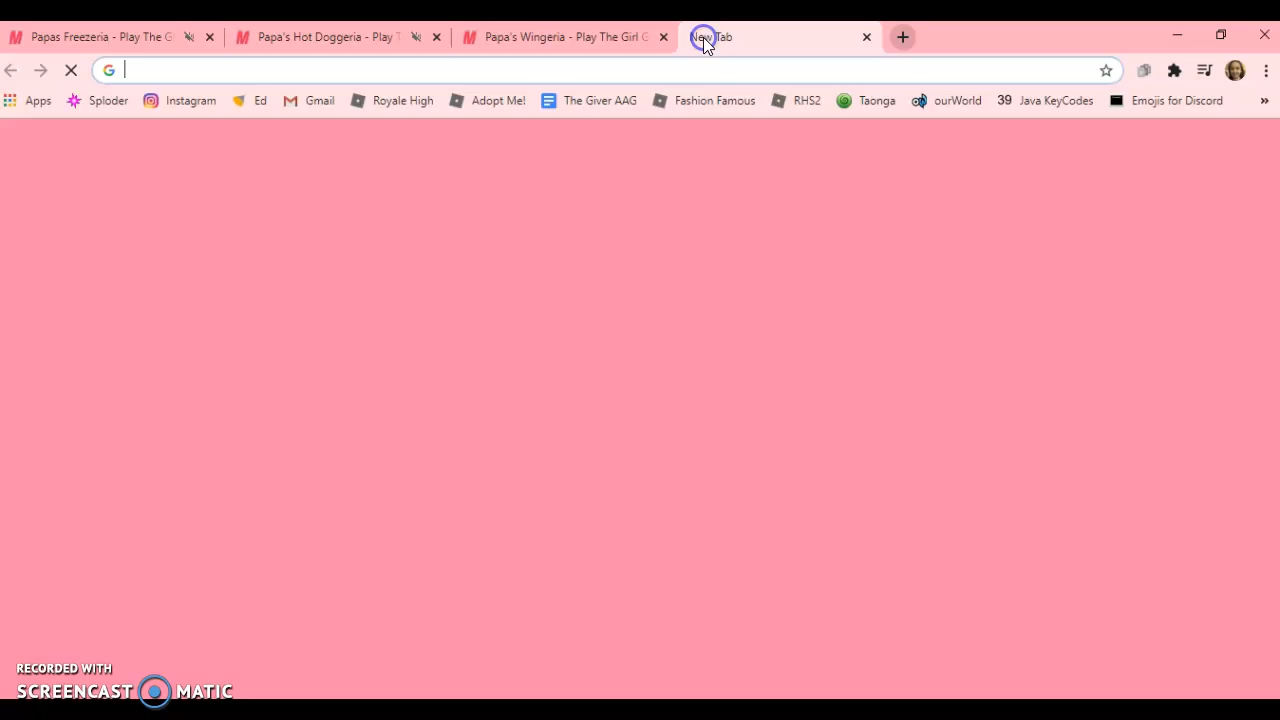 Papas Freezeria - Play The G
Papa's Hot Doggeria - Play T
Papa's Wingeria - Play The Girl G
New Tab
Apps
Sploder
Instagram
Ed
Gmail
Royale High
Adopt Me!
The Giver AAG
Fashion Famous
RHS2
Taonga
ourWorld
39 Java KeyCodes
Emojis for Discord
RECORDED WITH
SCREENCAST MATIC